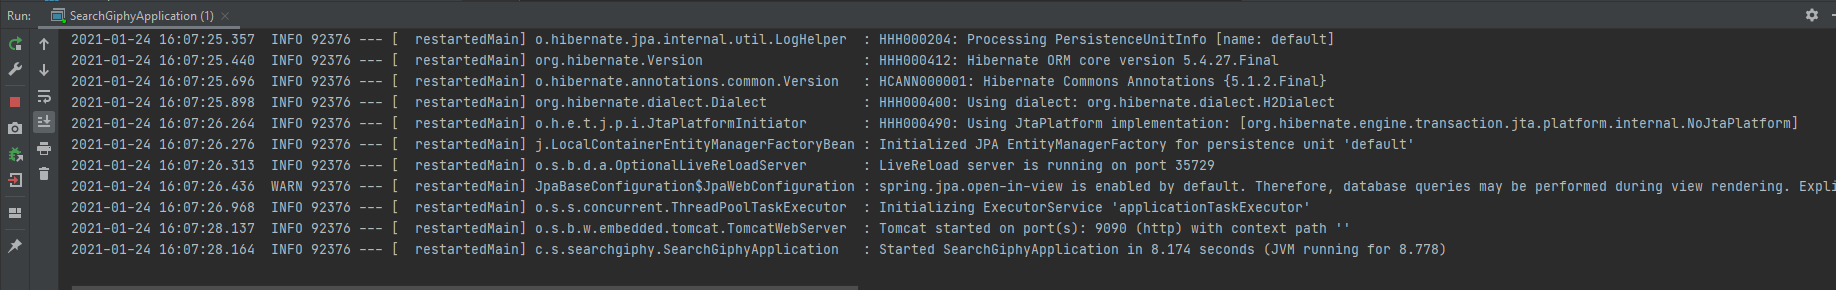 Run: SearchGiphyApplication (1)
2021-01-24 16:07:25.357  INFO 92376 --- [  restartedMain] o.hibernate.jpa.internal.util.LogHelper  : HHH000204: Processing PersistenceUnitInfo [name: default]
2021-01-24 16:07:25.440  INFO 92376 --- [  restartedMain] org.hibernate.Version                    : HHH000412: Hibernate ORM core version 5.4.27.Final
2021-01-24 16:07:25.696  INFO 92376 --- [  restartedMain] o.hibernate.annotations.common.Version   : HCANN000001: Hibernate Commons Annotations {5.1.2.Final}
2021-01-24 16:07:25.898  INFO 92376 --- [  restartedMain] org.hibernate.dialect.Dialect            : HHH000400: Using dialect: org.hibernate.dialect.H2Dialect
2021-01-24 16:07:26.264  INFO 92376 --- [  restartedMain] o.h.e.t.j.p.i.JtaPlatformInitiator       : HHH000490: Using JtaPlatform implementation: [org.hibernate.engine.transaction.jta.platform.internal.NoJtaPlatform]
2021-01-24 16:07:26.276  INFO 92376 --- [  restartedMain] j.LocalContainerEntityManagerFactoryBean : Initialized JPA EntityManagerFactory for persistence unit 'default'
2021-01-24 16:07:26.313  INFO 92376 --- [  restartedMain] o.s.b.d.a.OptionalLiveReloadServer       : LiveReload server is running on port 35729
2021-01-24 16:07:26.436  WARN 92376 --- [  restartedMain] JpaBaseConfiguration$JpaWebConfiguration : spring.jpa.open-in-view is enabled by default. Therefore, database queries may be performed during view rendering. Expli
2021-01-24 16:07:26.968  INFO 92376 --- [  restartedMain] o.s.s.concurrent.ThreadPoolTaskExecutor  : Initializing ExecutorService 'applicationTaskExecutor'
2021-01-24 16:07:28.137  INFO 92376 --- [  restartedMain] o.s.b.w.embedded.tomcat.TomcatWebServer  : Tomcat started on port(s): 9090 (http) with context path ''
2021-01-24 16:07:28.164  INFO 92376 --- [  restartedMain] c.s.searchgiphy.SearchGiphyApplication   : Started SearchGiphyApplication in 8.174 seconds (JVM running for 8.778)